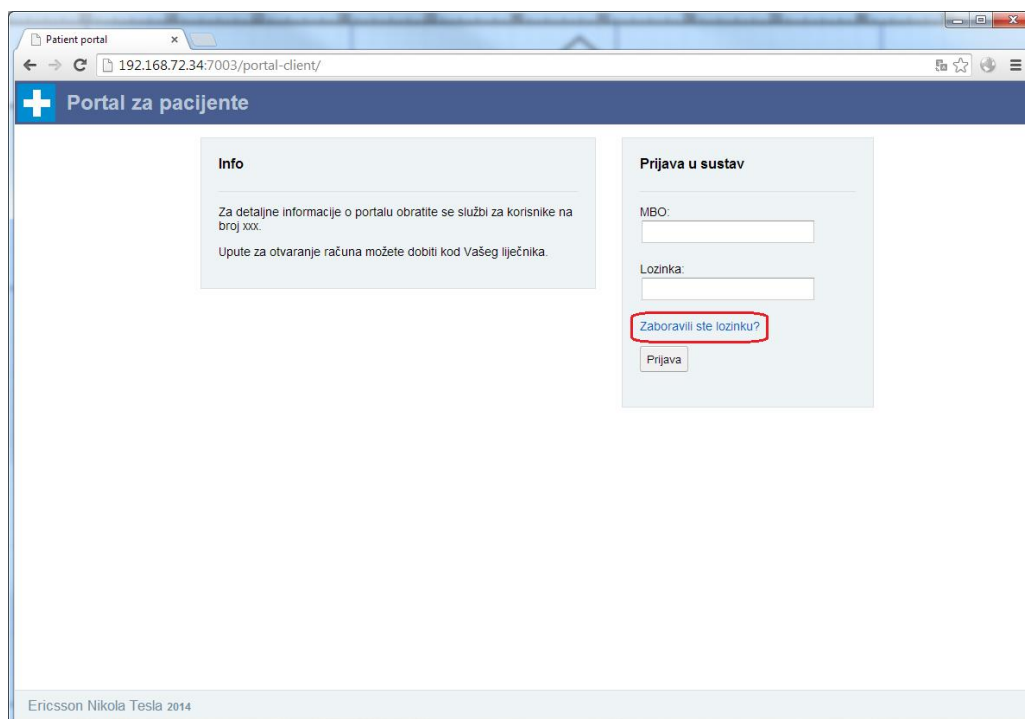 Patient portal
192.168.72.34:7003/portal-client/
Portal za pacijente
Info
Za detaljne informacije o portalu obratite se službi za korisnike na
broj xxx.
Upute za otvaranje računa možete dobiti kod Vašeg liječnika.
Prijava u sustav
MBO:
Lozinka:
Zaboravili ste lozinku?
Prijava
Ericsson Nikola Tesla 2014